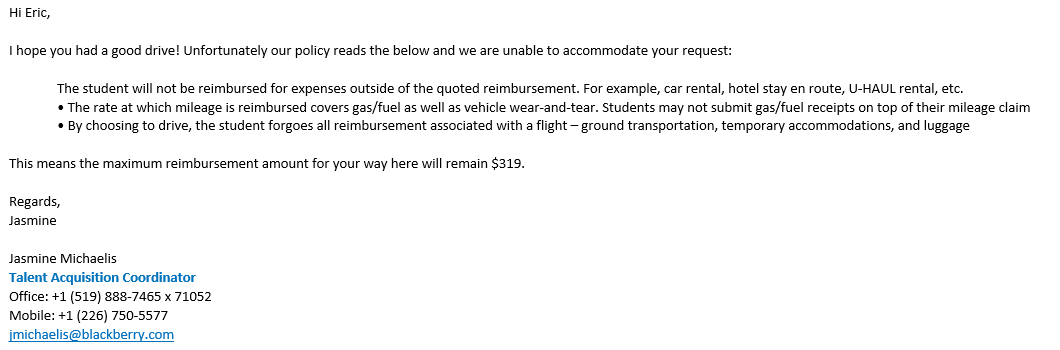 Hi Eric,
I hope you had a good drive! Unfortunately our policy reads the below and we are unable to accommodate your request:
The student will not be reimbursed for expenses outside of the quoted reimbursement. For example, car rental, hotel stay en route, U-HAUL rental, etc.
• The rate at which mileage is reimbursed covers gas/fuel as well as vehicle wear-and-tear. Students may not submit gas/fuel receipts on top of their mileage claim
• By choosing to drive, the student forgoes all reimbursement associated with a flight – ground transportation, temporary accommodations, and luggage
This means the maximum reimbursement amount for your way here will remain $319.
Regards,
Jasmine
Jasmine Michaelis
Talent Acquisition Coordinator
Office: +1 (519) 888-7465 x 71052
Mobile: +1 (226) 750-5577
jmichaelis@blackberry.com